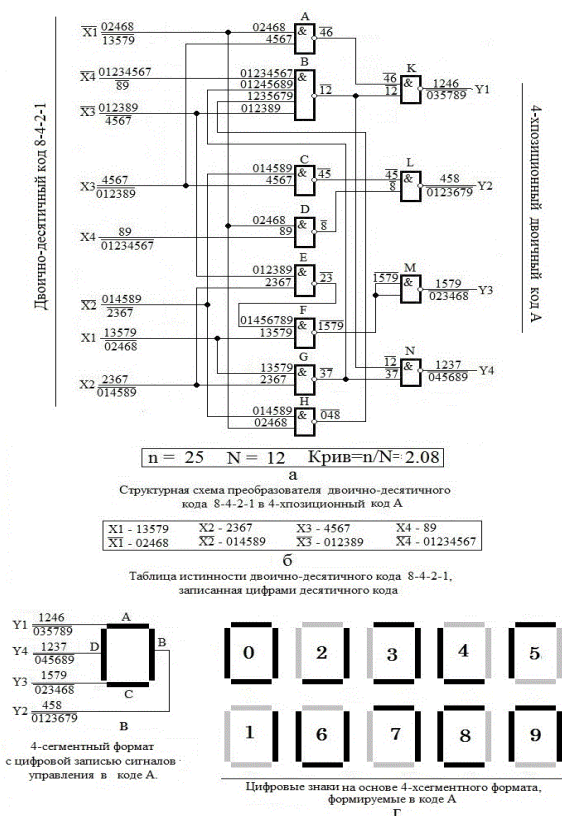 A
X1 02468
13579
02468
4567
&
46
B
X4 01234567
89
01234567
01245689
1235679
012389
&
12
K
46
12
&
1246
035789
Y1
X3 012389
4567
Двоично-десятичный код 8-4-2-1
4-хпозиционный двоичный код А
C
X3 4567
012389
014589
4567
&
45
L
45
8
&
458
0123679
Y2
D
X4 89
01234567
02468
89
&
8
E
012389
2367
&
23
M
1579
&
1579
023468
Y3
X2 014589
2367
F
01456789
13579
&
1579
X1 13579
02468
G
13579
2367
&
37
N
12
37
&
1237
045689
Y4
X2 2367
014589
H
014589
02468
&
048
n = 25 N = 12 Крив=n/N= 2.08
а
Структурная схема преобразователя двоично-десятичного
кода 8-4-2-1 в 4-хпозиционный код А
X1 - 13579 X2 - 2367 X3 - 4567 X4 - 89
X1 - 02468 X2 - 014589 X3 - 012389 X4 - 01234567
б
Таблица истинности двоично-десятичного кода 8-4-2-1,
записанная цифрами десятичного кода
Y1 1246
035789
Y4 1237
045689
Y3 1579
023468
Y2 458
0123679
A
D
B
C
в
4-сегментный формат
с цифровой записью сигналов
управления в коде А.
0 2 3 4 5
1 6 7 8 9
Цифровые знаки на основе 4-хсегментного формата,
формируемые в коде А
Г